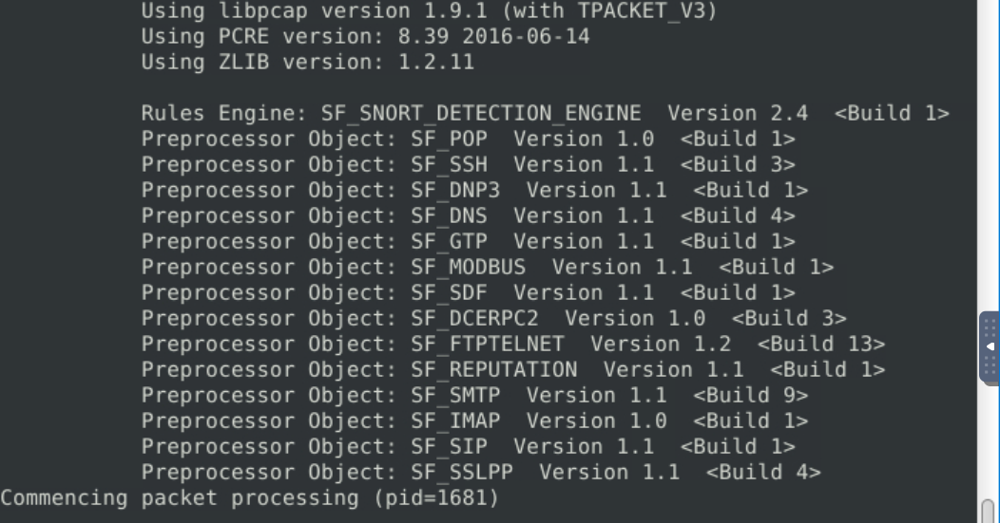 Using libpcap version 1.9.1 (with TPACKET_V3)
Using PCRE version: 8.39 2016-06-14
Using ZLIB version: 1.2.11
Rules Engine: SF_SNORT_DETECTION_ENGINE  Version 2.4  <Build 1>
Preprocessor Object: SF_POP  Version 1.0  <Build 1>
Preprocessor Object: SF_SSH  Version 1.1  <Build 3>
Preprocessor Object: SF_DNP3  Version 1.1  <Build 1>
Preprocessor Object: SF_DNS  Version 1.1  <Build 4>
Preprocessor Object: SF_GTP  Version 1.1  <Build 1>
Preprocessor Object: SF_MODBUS  Version 1.1  <Build 1>
Preprocessor Object: SF_SDF  Version 1.1  <Build 1>
Preprocessor Object: SF_DCERPC2  Version 1.0  <Build 3>
Preprocessor Object: SF_FTPTELNET  Version 1.2  <Build 13>
Preprocessor Object: SF_REPUTATION  Version 1.1  <Build 1>
Preprocessor Object: SF_SMTP  Version 1.1  <Build 9>
Preprocessor Object: SF_IMAP  Version 1.0  <Build 1>
Preprocessor Object: SF_SIP  Version 1.1  <Build 1>
Preprocessor Object: SF_SSLPP  Version 1.1  <Build 4>
Commencing packet processing (pid=1681)